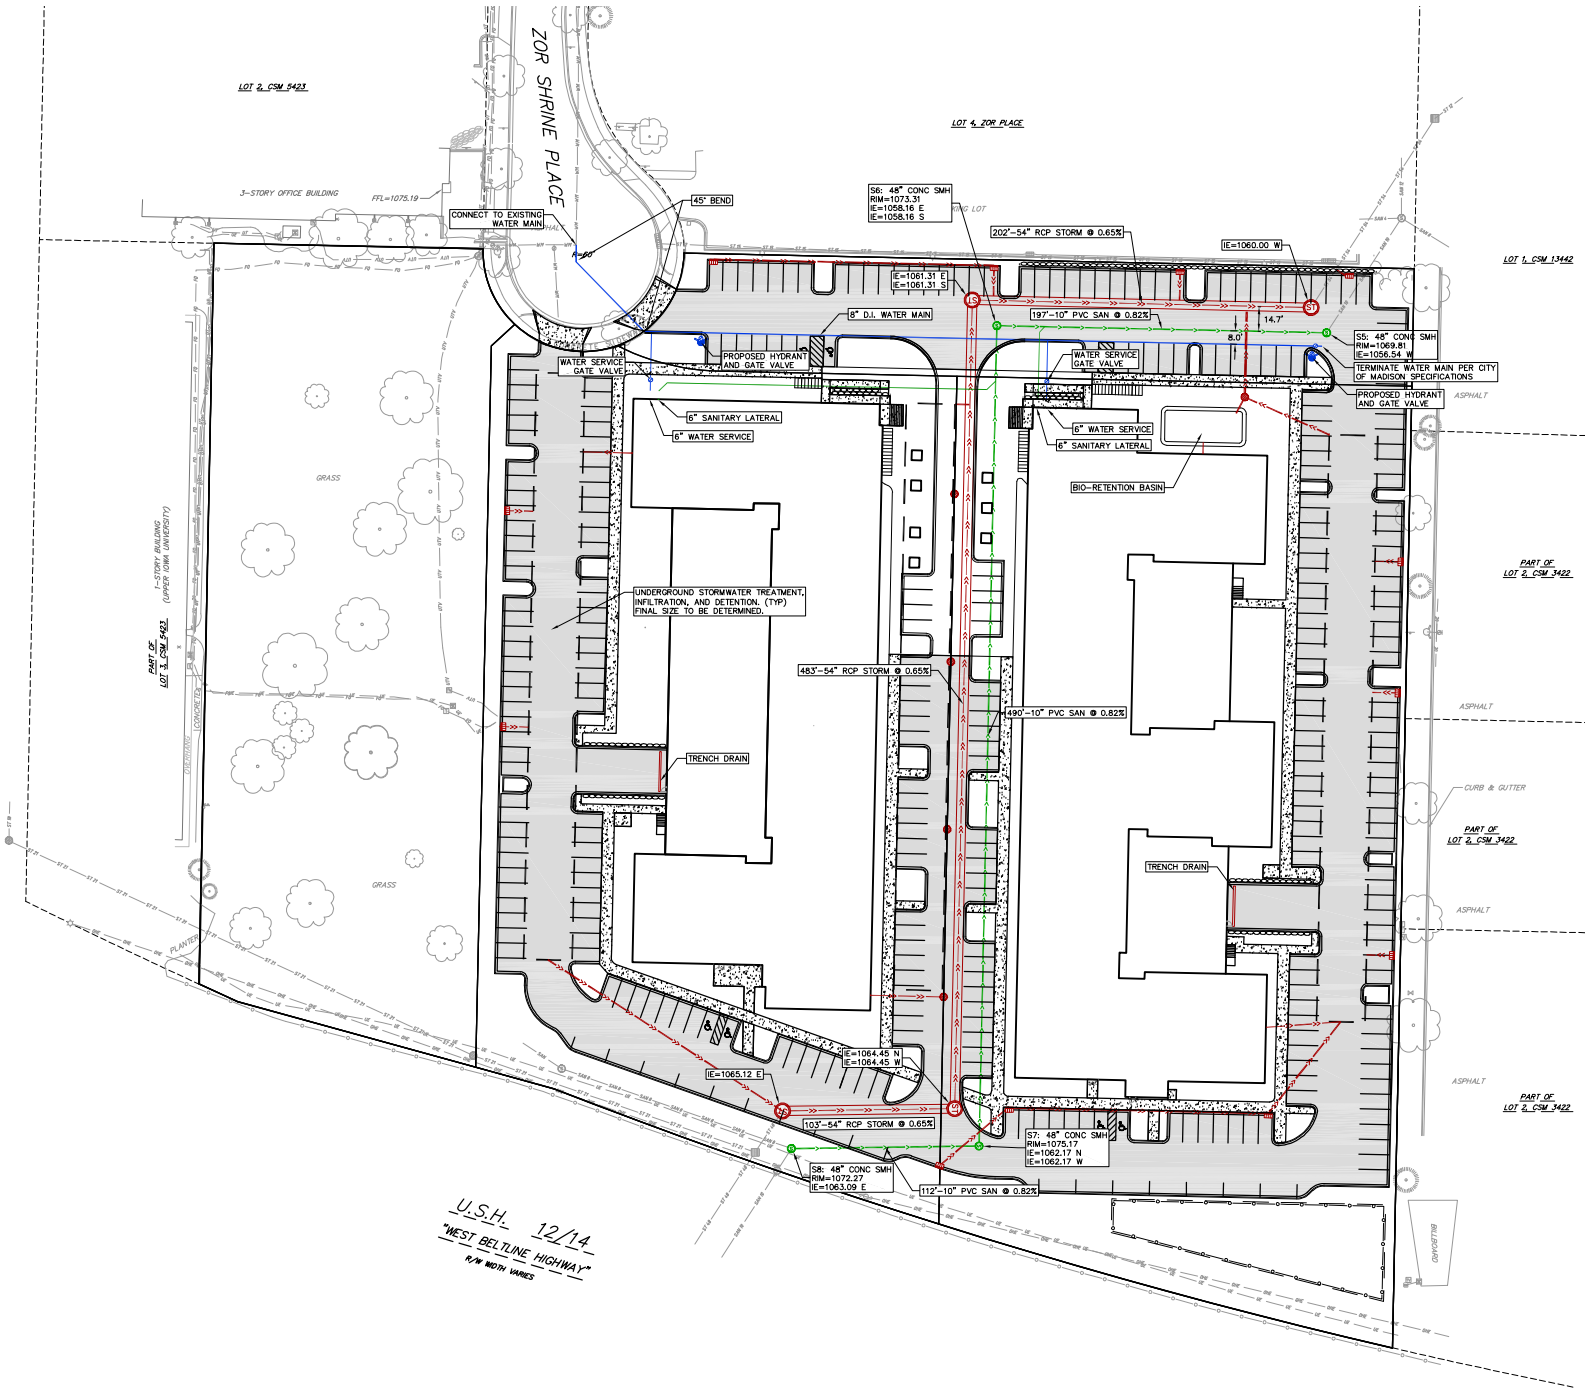 ZOR SHRINE PLACE
LOT 2, CSM 5423
LOT 4, ZOR PLACE
3-STORY OFFICE BUILDING
FFL=1075.19
CONNECT TO EXISTING
WATER MAIN
45° BEND
R=60'
S6: 48" CONC SMH
RIM=1073.31
IE=1058.16 E
IE=1058.16 S
KING LOT
202'-54" RCP STORM @ 0.65%
IE=1060.00 W
LOT 1, CSM 13442
IE=1061.31 E
IE=1061.31 S
8" D.I. WATER MAIN
197'-10" PVC SAN @ 0.82%
14.7'
8.0'
S5: 48" CONC SMH
RIM=1069.81
IE=1056.54 W
WATER SERVICE
GATE VALVE
PROPOSED HYDRANT
AND GATE VALVE
WATER SERVICE
GATE VALVE
TERMINATE WATER MAIN PER CITY
OF MADISON SPECIFICATIONS
PROPOSED HYDRANT
AND GATE VALVE
ASPHALT
6" SANITARY LATERAL
6" WATER SERVICE
6" WATER SERVICE
6" SANITARY LATERAL
BIO-RETENTION BASIN
GRASS
1-STORY BUILDING
(UPPER IOWA UNIVERSITY)
PART OF
LOT 3, CSM 5423
PART OF
LOT 2, CSM 3422
UNDERGROUND STORMWATER TREATMENT,
INFILTRATION, AND DETENTION. (TYP)
FINAL SIZE TO BE DETERMINED.
483'-54" RCP STORM @ 0.65%
490'-10" PVC SAN @ 0.82%
CONCRETE
OVERHANG
ASPHALT
TRENCH DRAIN
CURB & GUTTER
PART OF
LOT 2, CSM 3422
TRENCH DRAIN
GRASS
ASPHALT
PLANTER
IE=1064.45 N
IE=1064.45 W
IE=1065.12 E
ASPHALT
PART OF
LOT 2, CSM 3422
103'-54" RCP STORM @ 0.65%
S7: 48" CONC SMH
RIM=1075.17
IE=1062.17 N
IE=1062.17 W
S8: 48" CONC SMH
RIM=1072.27
IE=1063.09 E
112'-10" PVC SAN @ 0.82%
U.S.H. 12/14
"WEST BELTLINE HIGHWAY"
R/W WIDTH VARIES
BILLBOARD